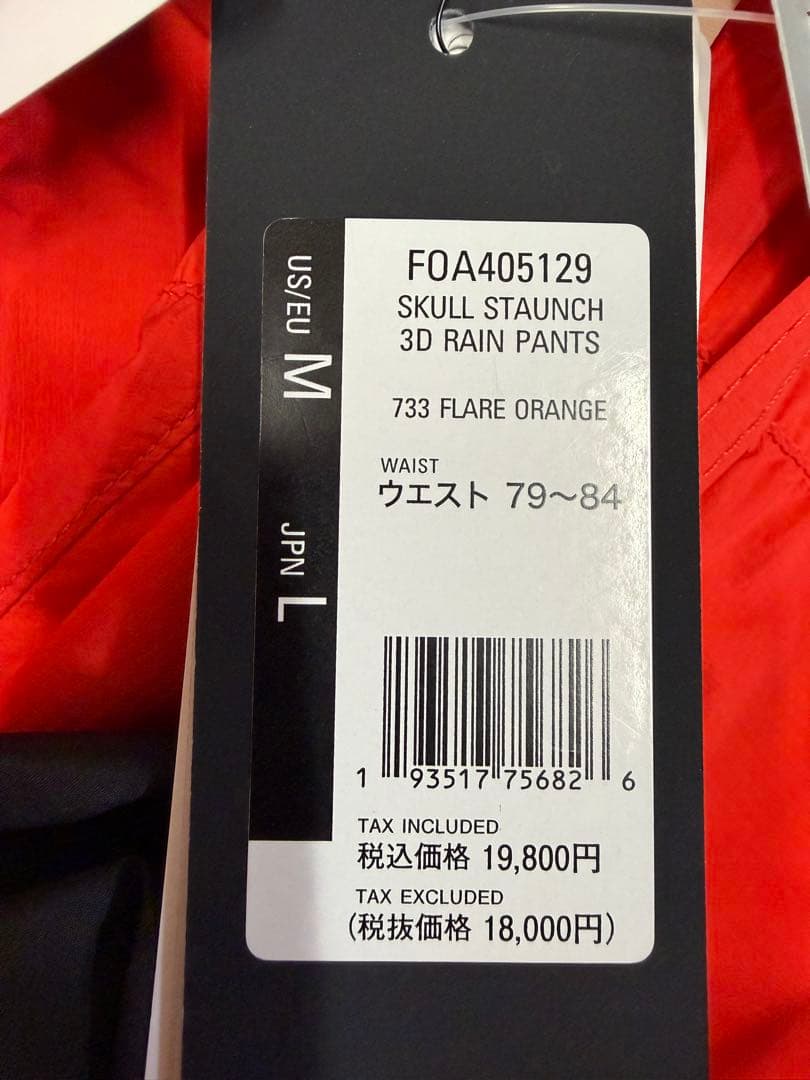 US/EU M
JPN L
FOA405129
SKULL STAUNCH
3D RAIN PANTS
733 FLARE ORANGE
WAIST
ウエスト 79～84
1 93517 75682 6
TAX INCLUDED
税込価格 19,800円
TAX EXCLUDED
(税抜価格 18,000円)